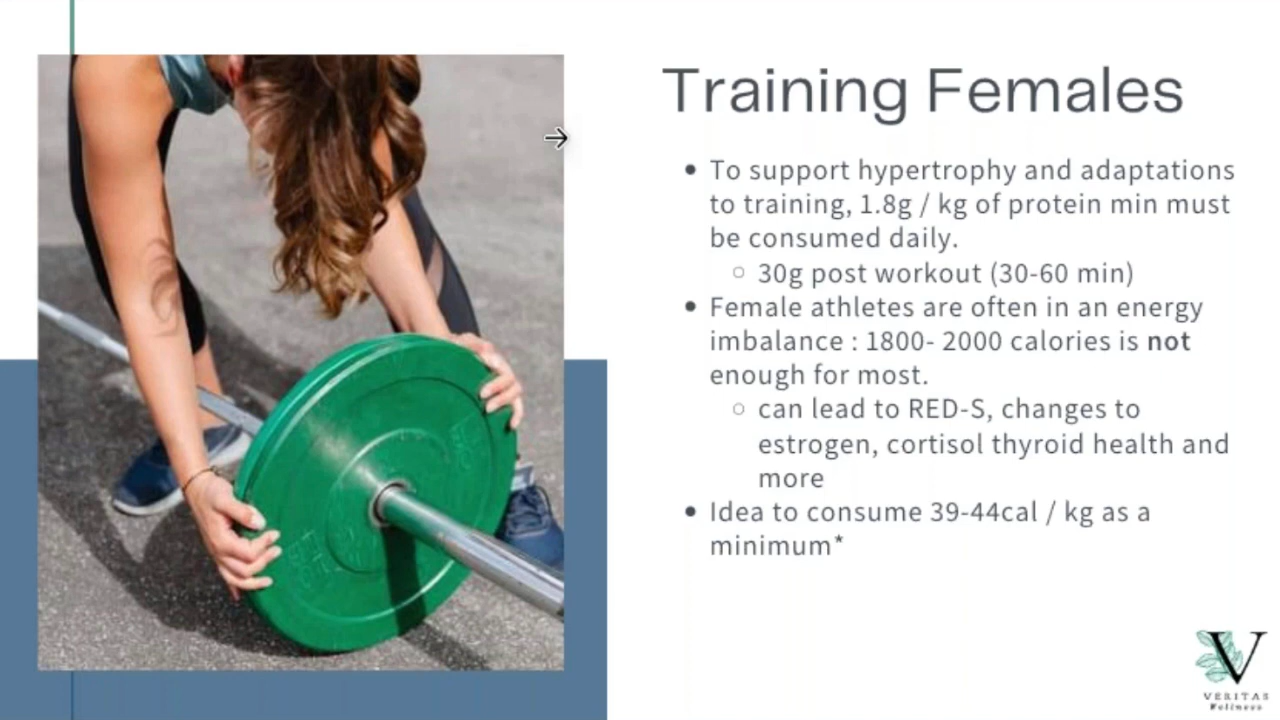 Training Females
• To support hypertrophy and adaptations
to training, 1.8g / kg of protein min must
be consumed daily.
○ 30g post workout (30-60 min)
• Female athletes are often in an energy
imbalance : 1800- 2000 calories is not
enough for most.
○ can lead to RED-S, changes to
estrogen, cortisol thyroid health and
more
• Idea to consume 39-44cal / kg as a
minimum*
V
VERITAS
Wellness